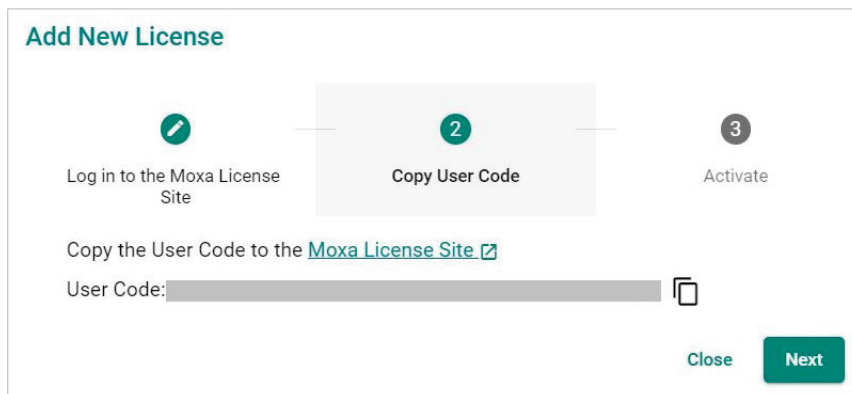 Add New License
2
3
Log in to the Moxa License
Site
Copy User Code
Activate
Copy the User Code to the Moxa License Site
User Code:
Close
Next